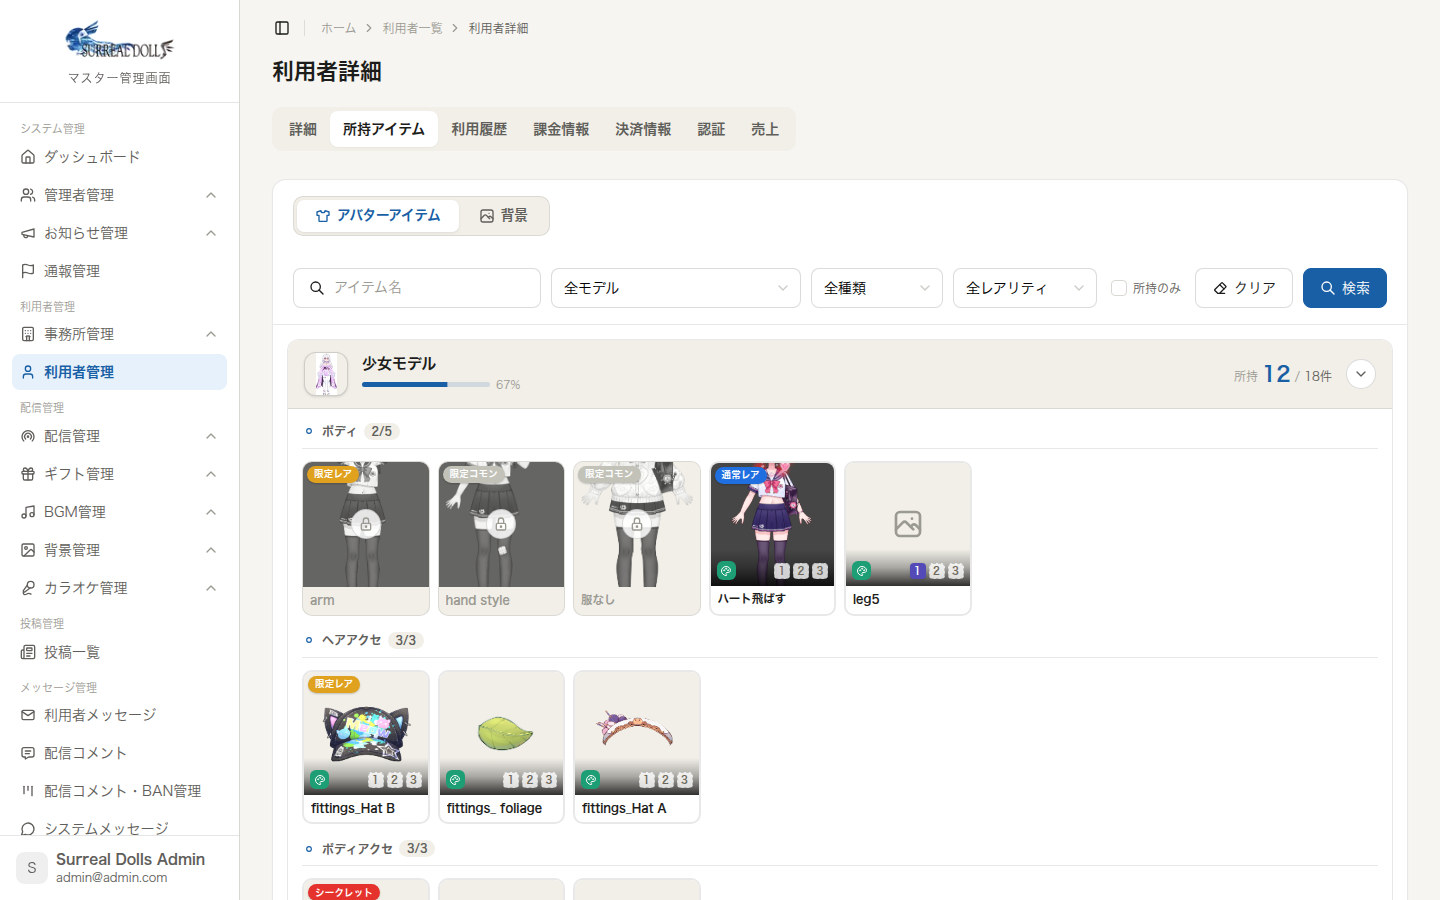 SURREAL DOLLS
マスター管理画面
システム管理
ダッシュボード
管理者管理
お知らせ管理
通報管理
利用者管理
事務所管理
利用者管理
配信管理
配信管理
ギフト管理
BGM管理
背景管理
カラオケ管理
投稿管理
投稿一覧
メッセージ管理
利用者メッセージ
配信コメント
配信コメント・BAN管理
システムメッセージ
S
Surreal Dolls Admin
admin@admin.com
ホーム > 利用者一覧 > 利用者詳細
利用者詳細
詳細 所持アイテム 利用履歴 課金情報 決済情報 認証 売上
アバターアイテム 背景
アイテム名 全モデル 全種類 全レアリティ 所持のみ クリア 検索
少女モデル
67%
所持 12 / 18件
ボディ 2/5
限定レア 限定コモン 限定コモン 通常レア
1 2 3 1 2 3
arm hand style 服なし ハート飛ばす leg5
ヘアアクセ 3/3
限定レア
1 2 3 1 2 3 1 2 3
fittings_Hat B fittings_ foliage fittings_Hat A
ボディアクセ 3/3
シークレット